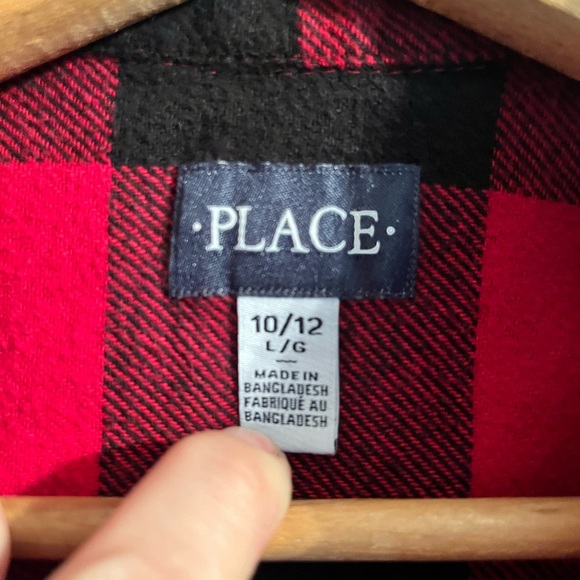 ·PLACE·
10/12
L/G
MADE IN
BANGLADESH
FABRIQUÉ AU
BANGLADESH